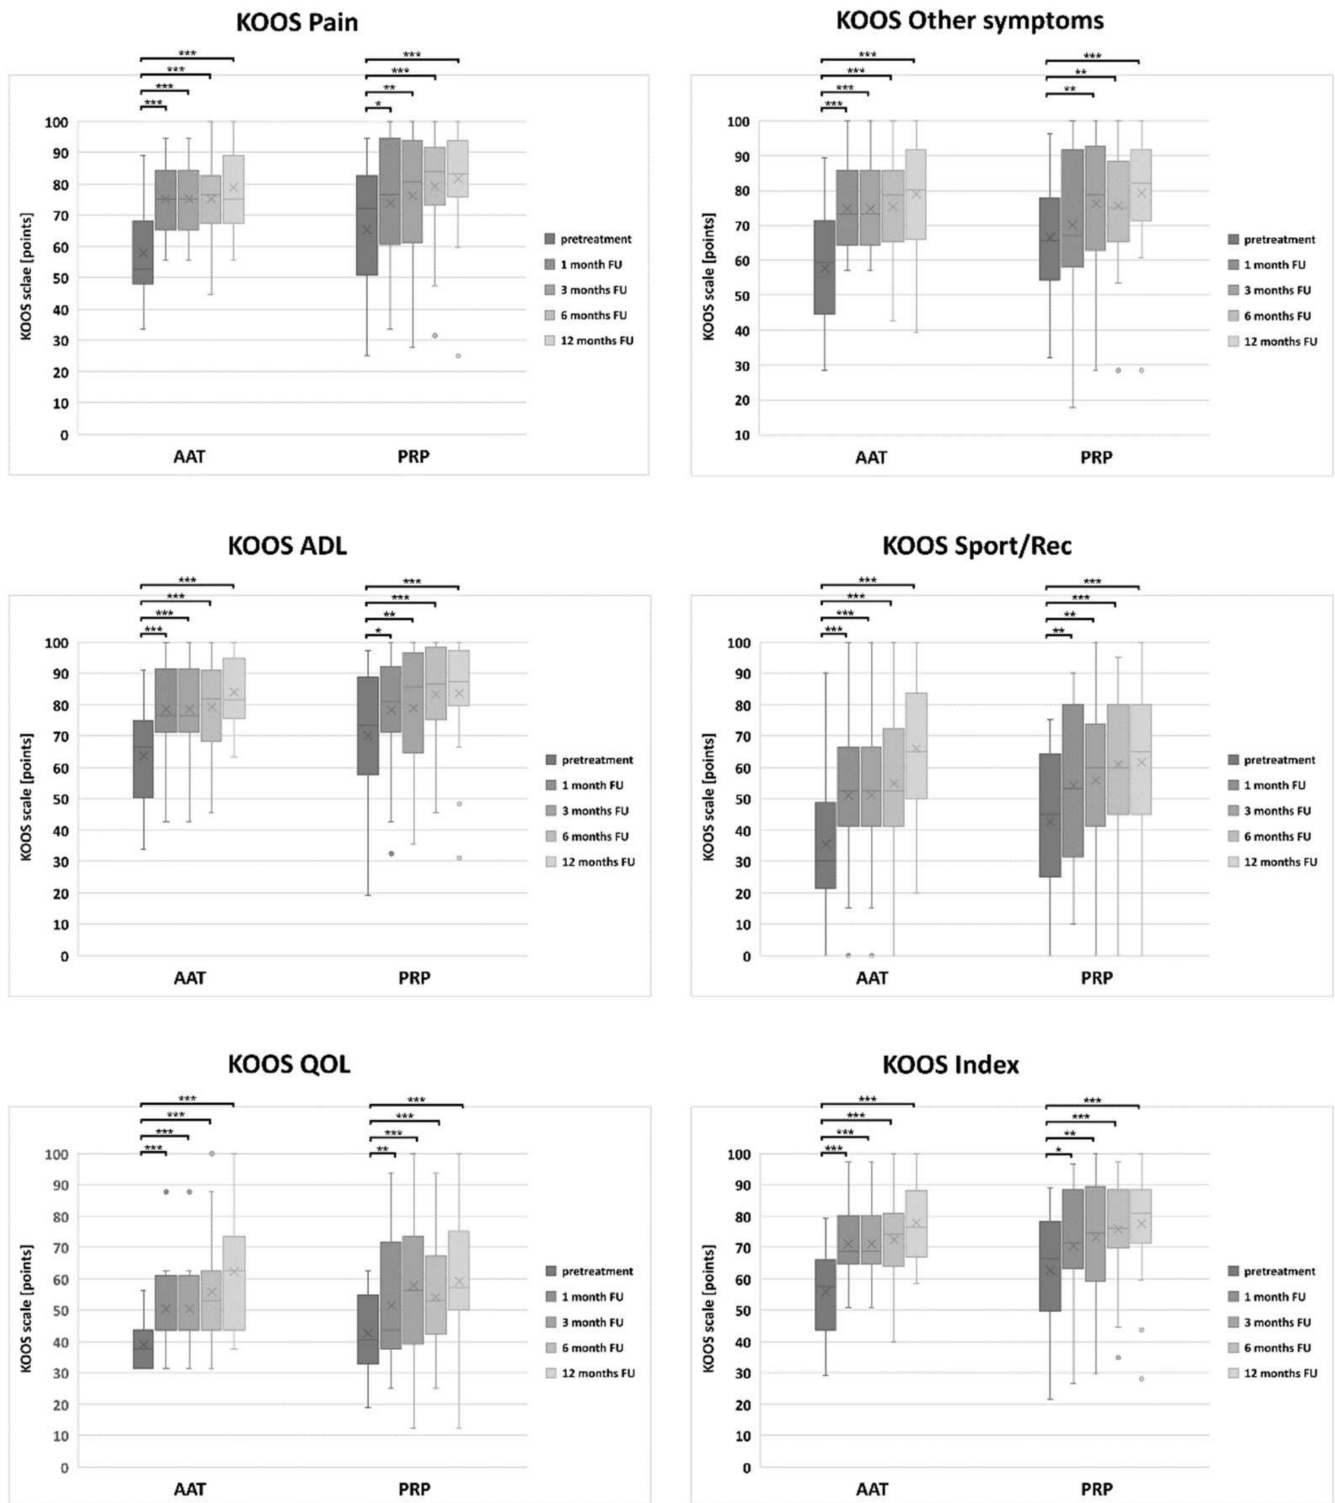 KOOS Pain
***
***
***
***
***
***
**
*
KOOS sclae [points]
100
90
80
70
60
50
40
30
20
10
0
AAT
PRP
pretreatment
1 month FU
3 months FU
6 months FU
12 months FU
KOOS Other symptoms
***
***
***
***
***
**
**
KOOS scale [points]
100
90
80
70
60
50
40
30
20
10
AAT
PRP
pretreatment
1 month FU
3 months FU
6 months FU
12 months FU
KOOS ADL
***
***
***
***
***
***
**
*
KOOS scale [points]
100
90
80
70
60
50
40
30
20
10
0
AAT
PRP
pretreatment
1 month FU
3 months FU
6 months FU
12 months FU
KOOS Sport/Rec
***
***
***
***
***
***
**
**
KOOS scale [points]
100
90
80
70
60
50
40
30
20
10
0
AAT
PRP
pretreatment
1 month FU
3 months FU
6 months FU
12 months FU
KOOS QOL
***
***
***
***
***
***
***
**
KOOS scale [points]
100
90
80
70
60
50
40
30
20
10
0
AAT
PRP
pretreatment
1 month FU
3 months FU
6 month FU
12 months FU
KOOS Index
***
***
***
***
***
***
**
*
KOOS scale [points]
100
90
80
70
60
50
40
30
20
10
0
AAT
PRP
pretreatment
1 month FU
3 months FU
6 months FU
12 months FU